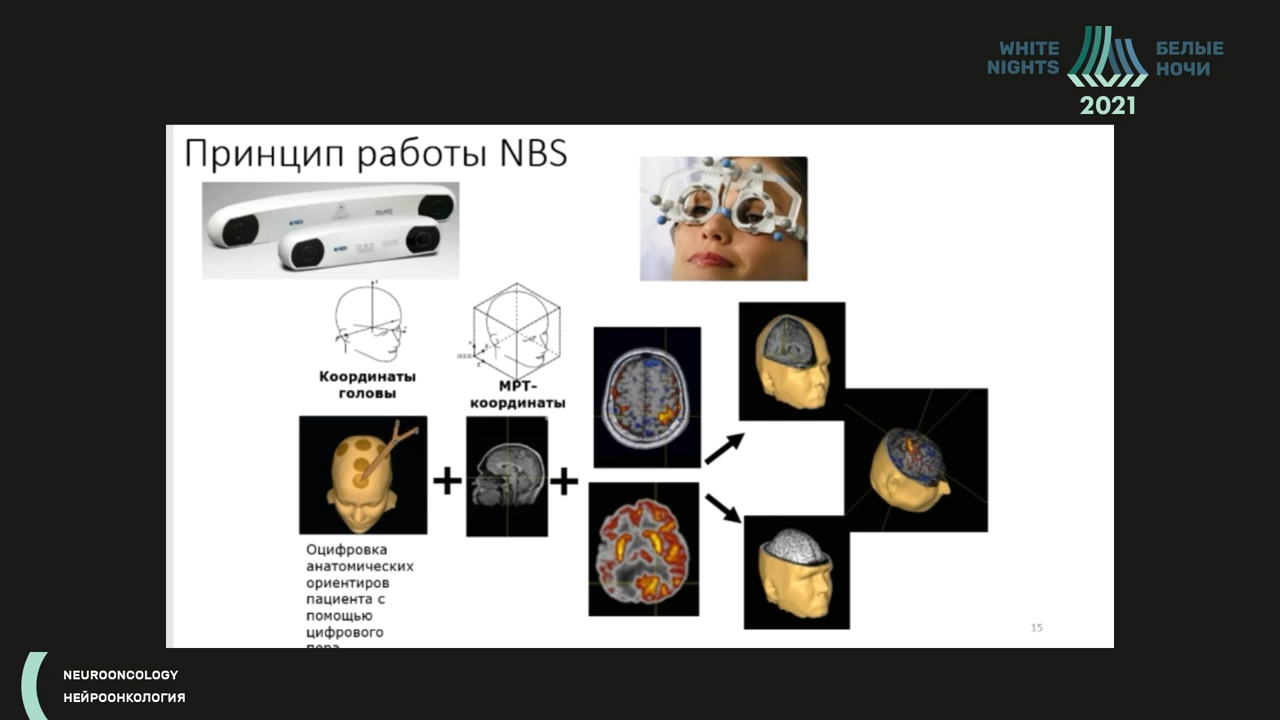 WHITE
NIGHTS
БЕЛЫЕ
НОЧИ
2021
Принцип работы NBS
Координаты
головы
МРТ-
координаты
Оцифровка
анатомических
ориентиров
пациента с
помощью
цифрового
пера
15
NEUROONCOLOGY
НЕЙРООНКОЛОГИЯ